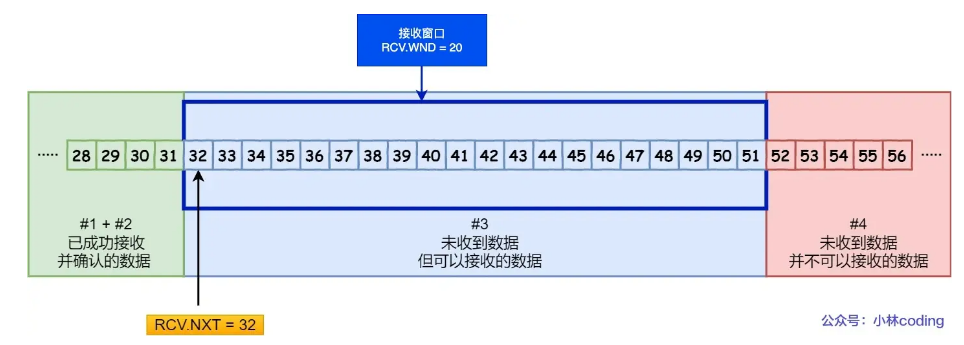 接收窗口
RCV.WND = 20
····· 28 29 30 31 32 33 34 35 36 37 38 39 40 41 42 43 44 45 46 47 48 49 50 51 52 53 54 55 56 ·····
#1 + #2
已成功接收
并确认的数据
#3
未收到数据
但可以接收的数据
#4
未收到数据
并不可以接收的数据
RCV.NXT = 32
公众号：小林coding